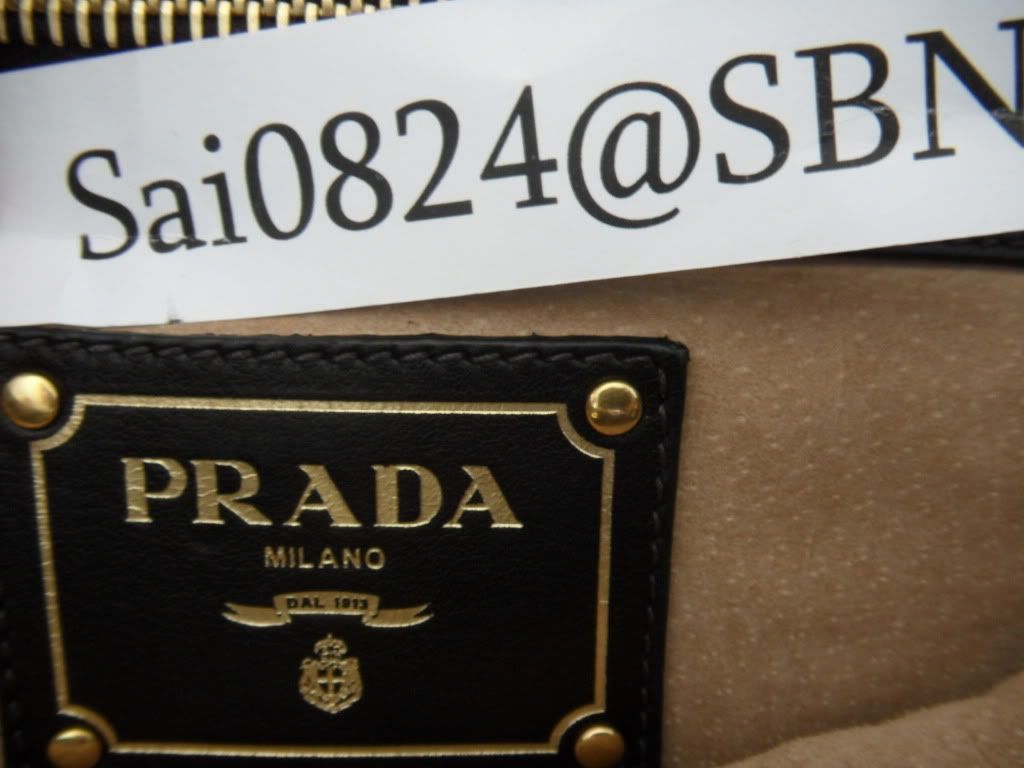 Sai0824@SBN
PRADA
MILANO
DAL 1913